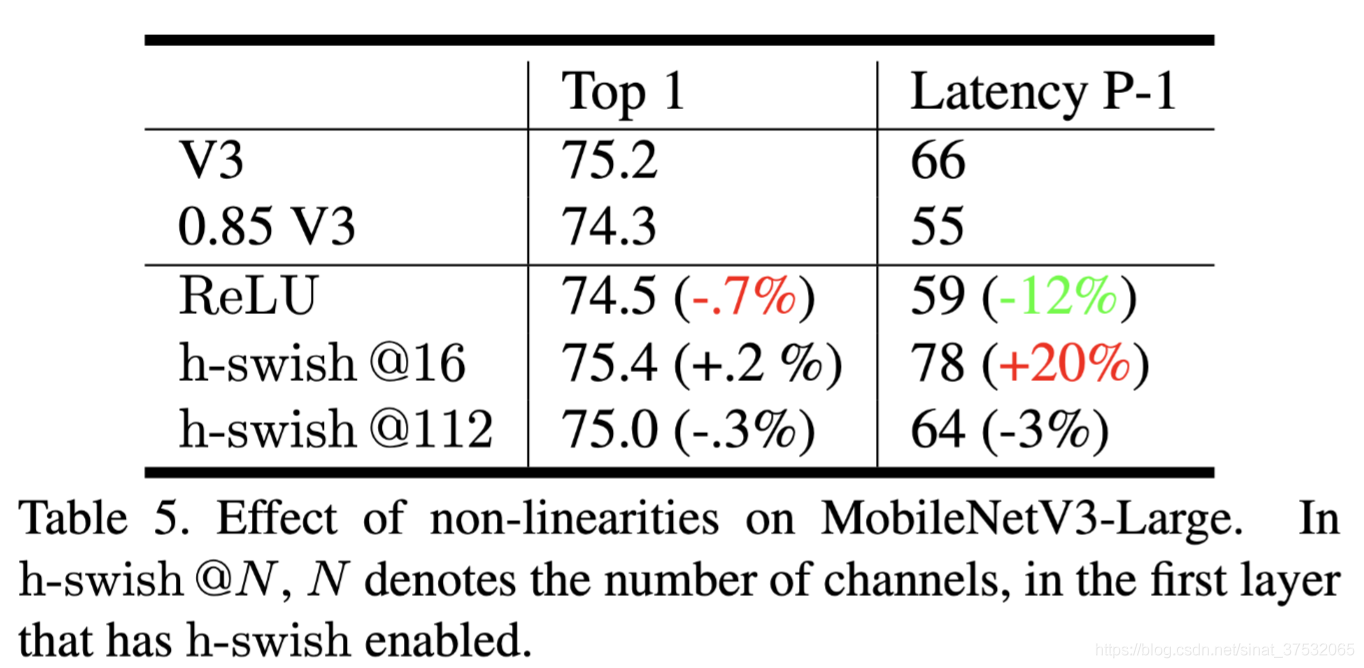 Top 1 Latency P-1
V3 75.2 66
0.85 V3 74.3 55
ReLU 74.5 (-.7%) 59 (-12%)
h-swish @16 75.4 (+.2 %) 78 (+20%)
h-swish @112 75.0 (-.3%) 64 (-3%)
Table 5. Effect of non-linearities on MobileNetV3-Large. In
h-swish @N, N denotes the number of channels, in the first layer
that has h-swish enabled.
https://blog.csdn.net/sinat_37532065